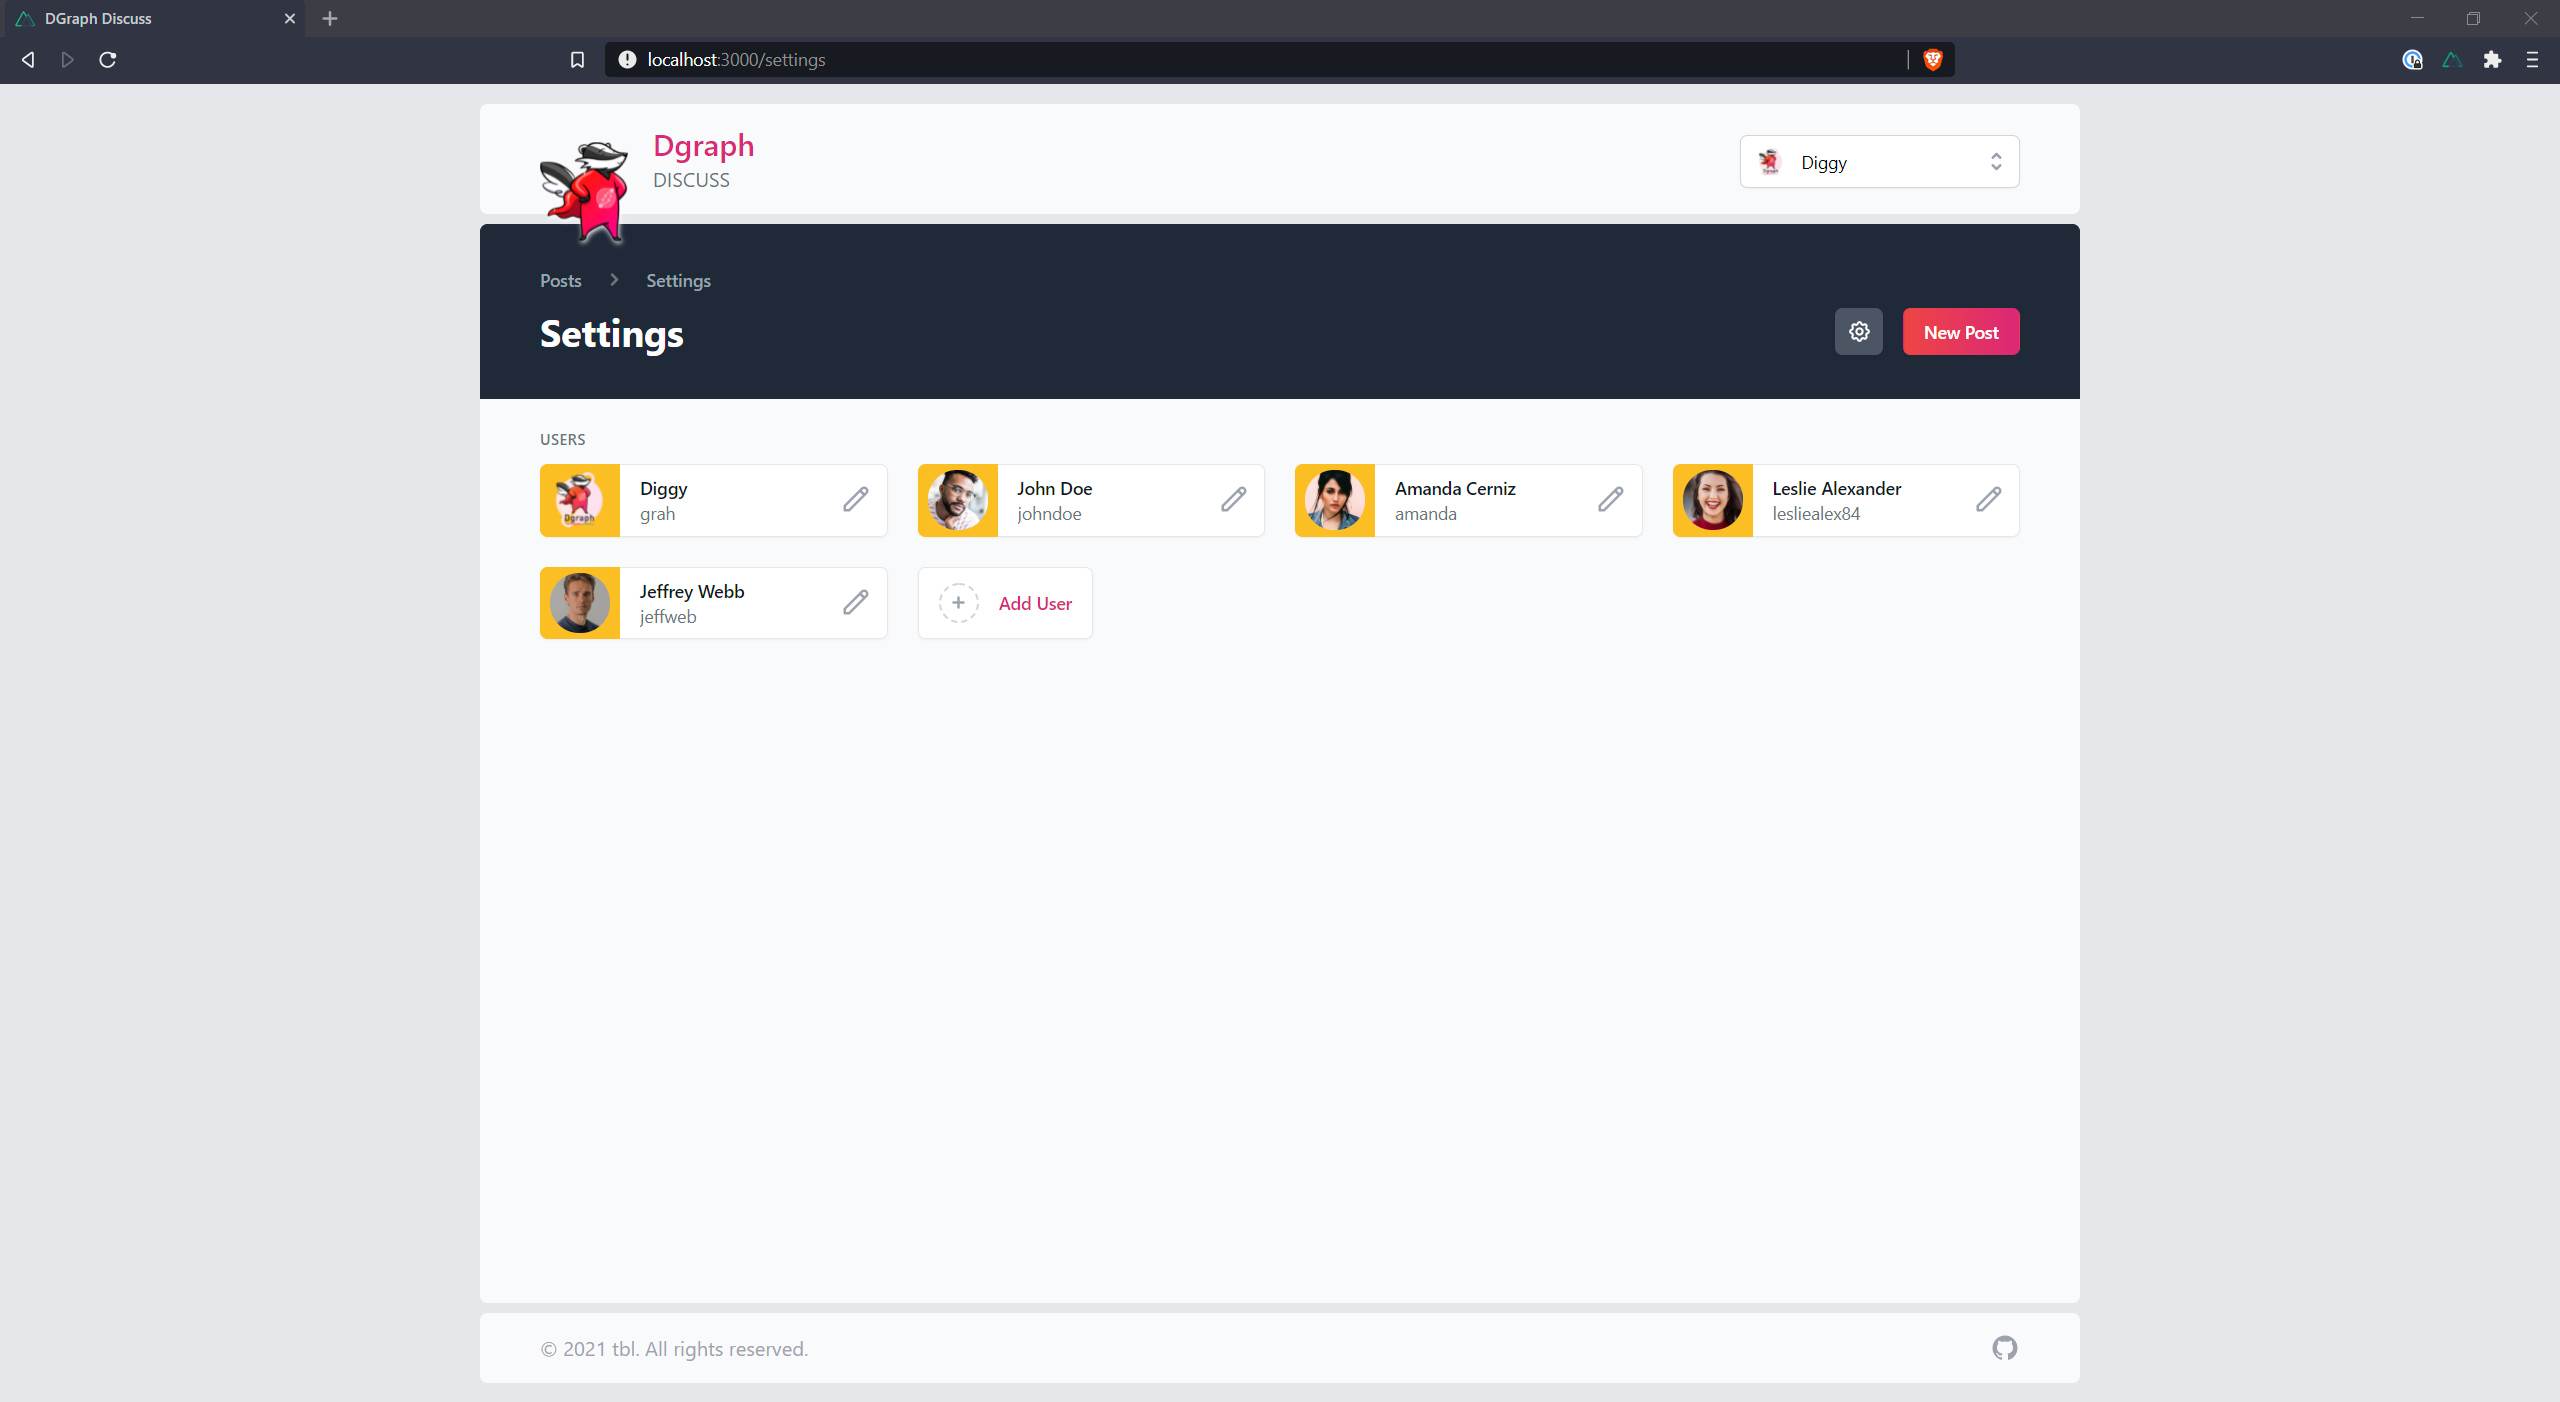 DGraph Discuss
localhost:3000/settings
Dgraph
DISCUSS
Diggy
Posts
Settings
Settings
New Post
USERS
Dgraph
Diggy
grah
John Doe
johndoe
Amanda Cerniz
amanda
Leslie Alexander
lesliealex84
Jeffrey Webb
jeffweb
Add User
© 2021 tbl. All rights reserved.